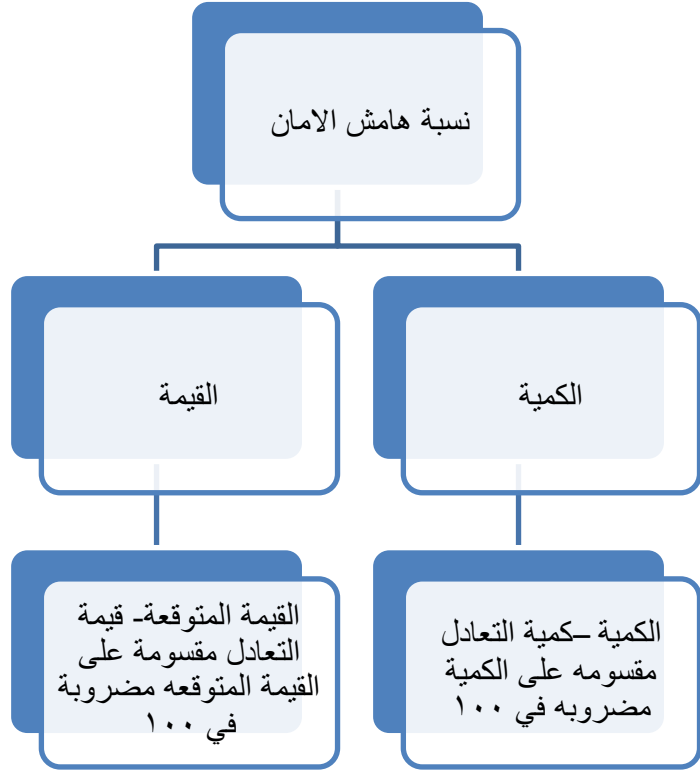 نسبة هامش الامان
الكمية
القيمة
الكمية –كمية التعادل
مقسومه على الكمية
مضروبه في ١٠٠
القيمة المتوقعة- قيمة
التعادل مقسومة على
القيمة المتوقعه مضروبة
في ١٠٠